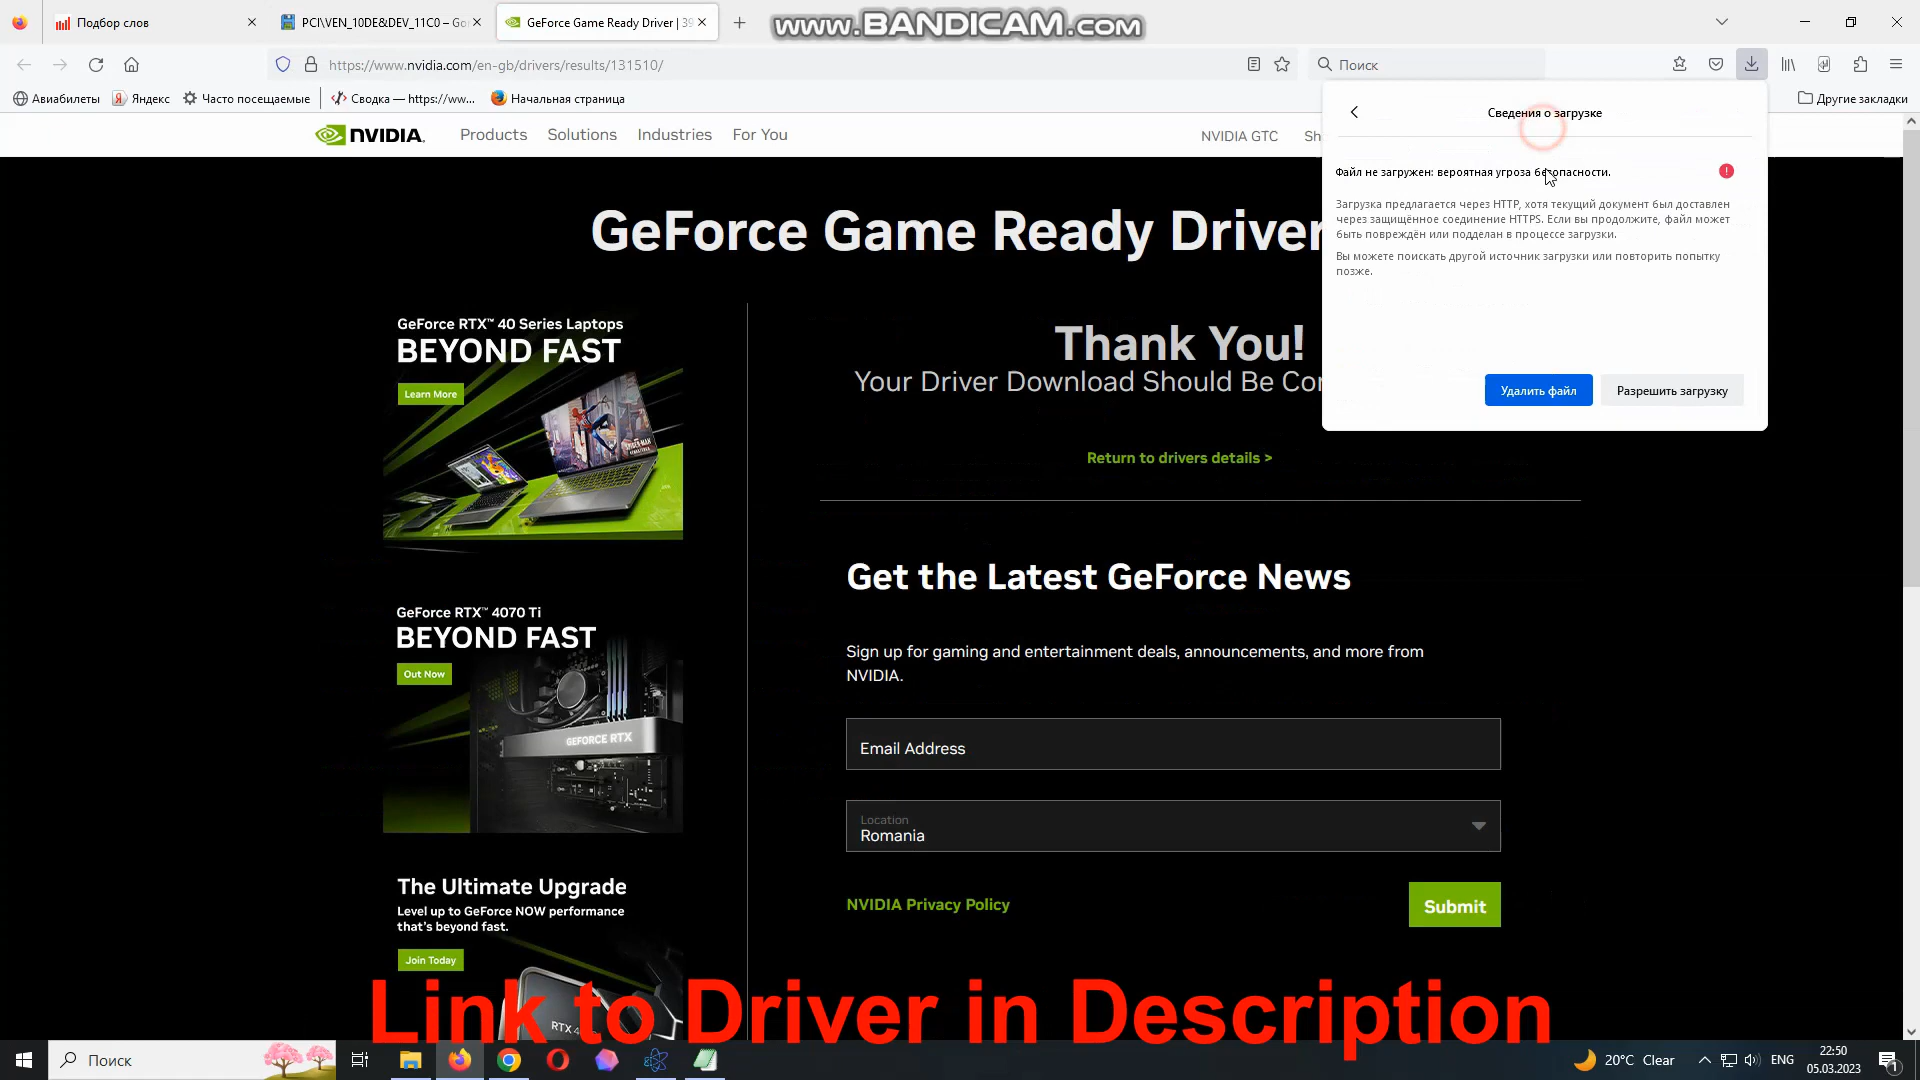 Подбор слов
PCI\VEN_10DE&DEV_11C0 – Go
GeForce Game Ready Driver | 39
www.BANDICAM.com
https://www.nvidia.com/en-gb/drivers/results/131510/
Поиск
Авиабилеты
Яндекс
Часто посещаемые
Сводка — https://ww...
Начальная страница
Другие закладки
NVIDIA.
Products
Solutions
Industries
For You
NVIDIA GTC
Сведения о загрузке
Файл не загружен: вероятная угроза безопасности.
Загрузка предлагается через HTTP, хотя текущий документ был доставлен
через защищённое соединение HTTPS. Если вы продолжите, файл может
быть повреждён или подделан в процессе загрузки.
Вы можете поискать другой источник загрузки или повторить попытку
позже.
Удалить файл
Разрешить загрузку
GeForce Game Ready Driver
GeForce RTX™ 40 Series Laptops
BEYOND FAST
Learn More
Thank You!
Your Driver Download Should Be
Return to drivers details >
Get the Latest GeForce News
Sign up for gaming and entertainment deals, announcements, and more from
NVIDIA.
Email Address
Location
Romania
NVIDIA Privacy Policy
Submit
GeForce RTX™ 4070 Ti
BEYOND FAST
Out Now
GEFORCE RTX
The Ultimate Upgrade
Level up to GeForce NOW performance
that's beyond fast.
Join Today
RTX 4
Link to Driver in Description
Поиск
20°C Clear
ENG
22:50
05.03.2023
1